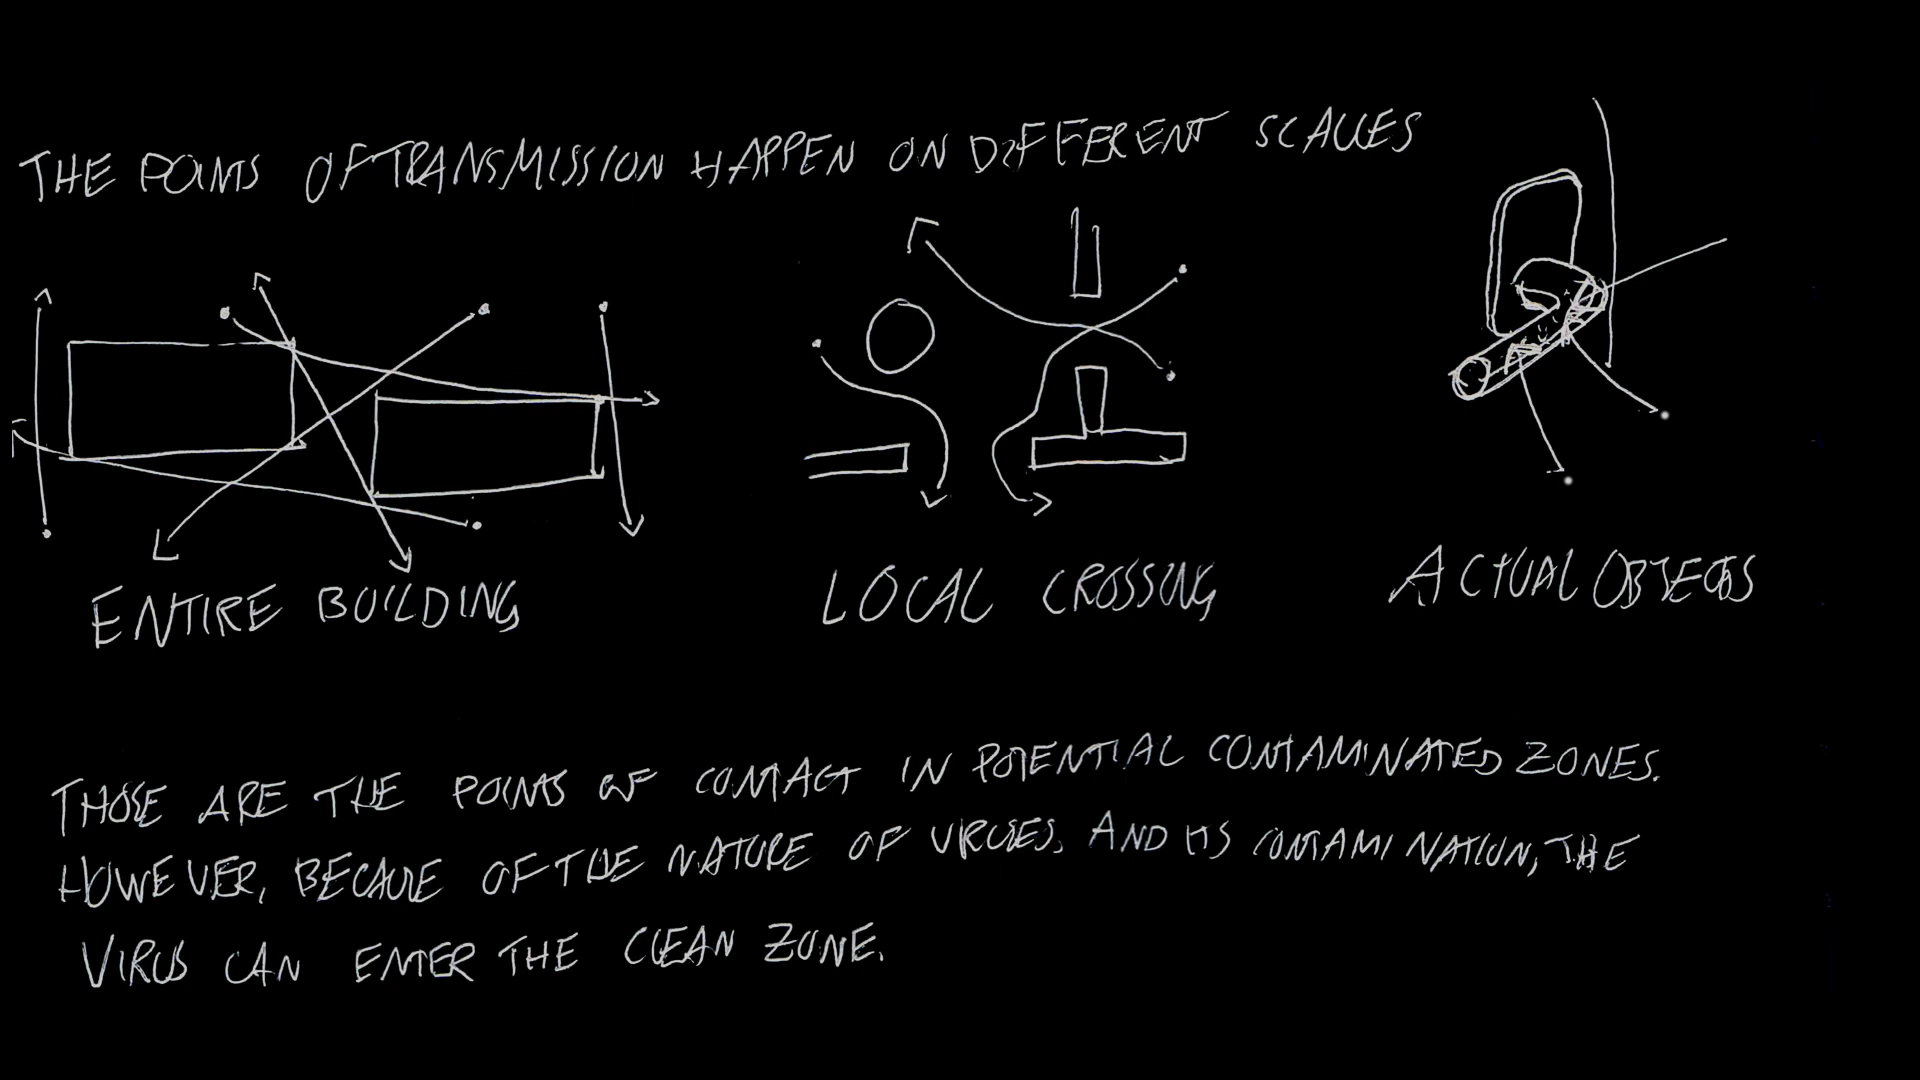 THE POINTS OF TRANSMISSION HAPPEN ON DIFFERENT SCALLES
ENTIRE BUILDING
LOCAL CROSSING
ACTUAL OBJECTS
THOSE ARE THE POINTS OF CONTACT IN POTENTIAL CONTAMINATED ZONES.
HOWEVER, BECAUSE OF THE NATURE OF VIRUSES. AND ITS CONTAMINATION, THE
VIRUS CAN ENTER THE CLEAN ZONE.